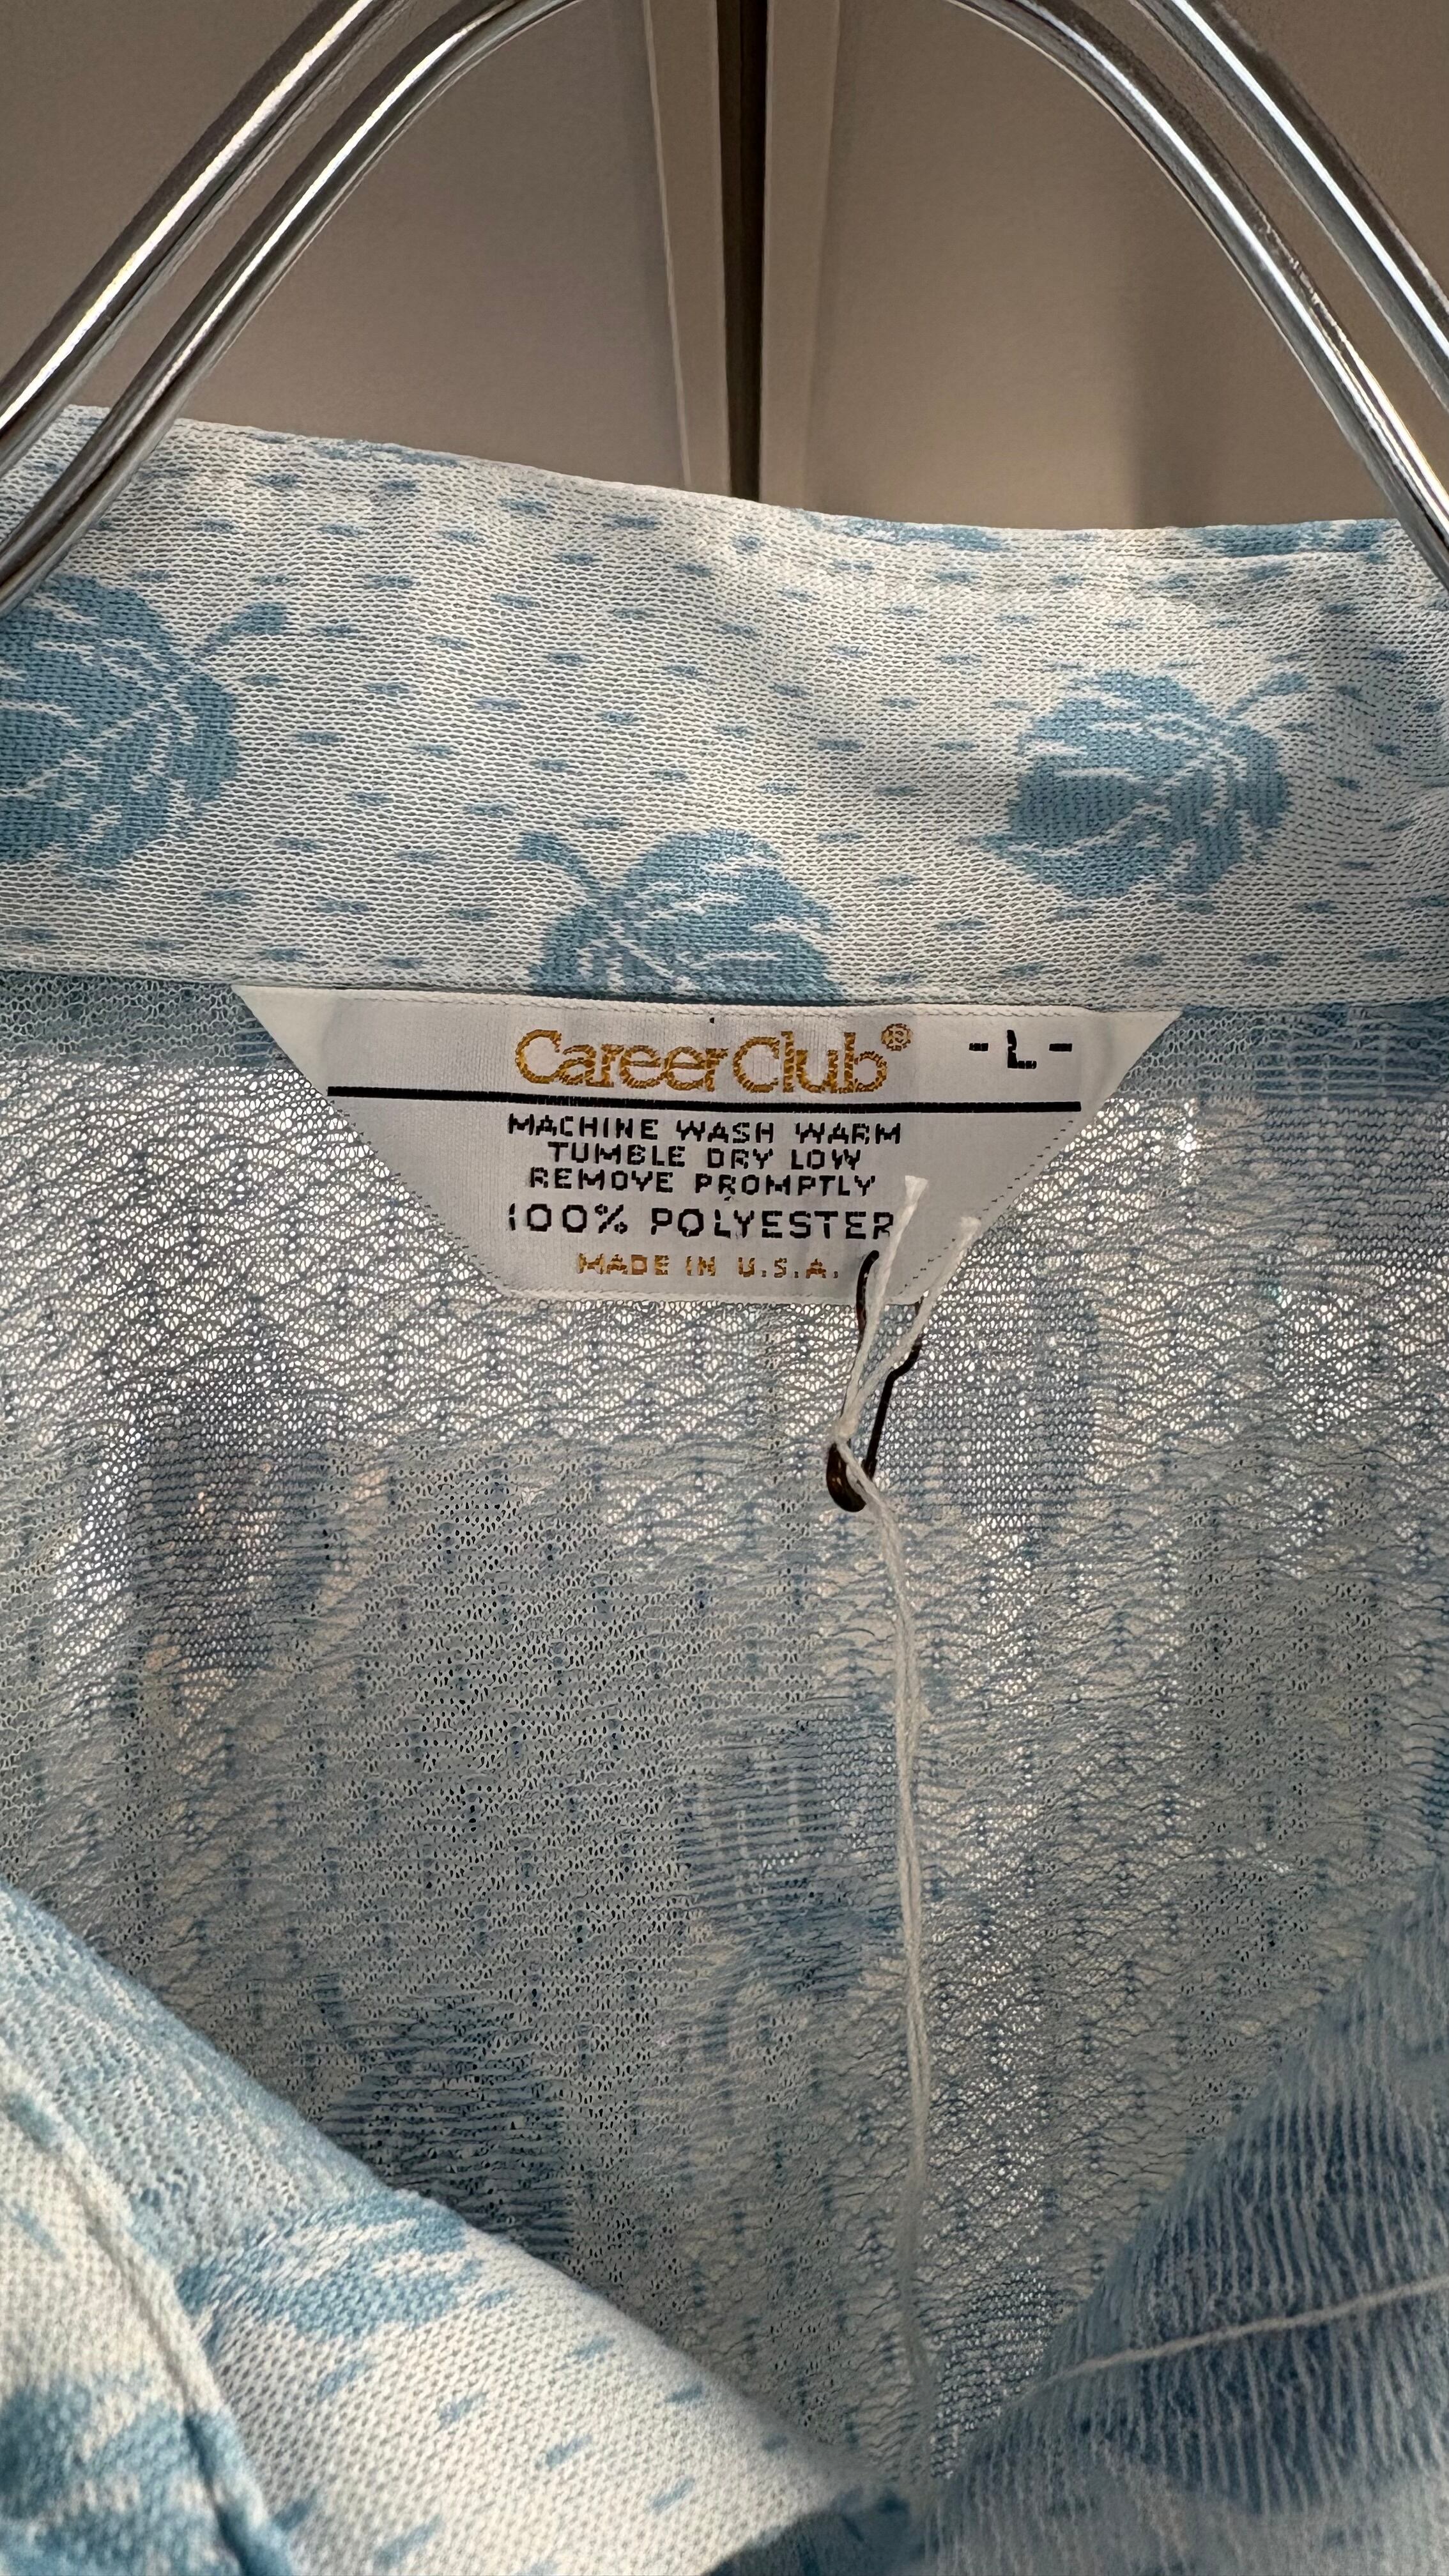 CareerClub® -L-
MACHINE WASH WARM
TUMBLE DRY LOW
REMOVE PROMPTLY
100% POLYESTER
MADE IN U.S.A.